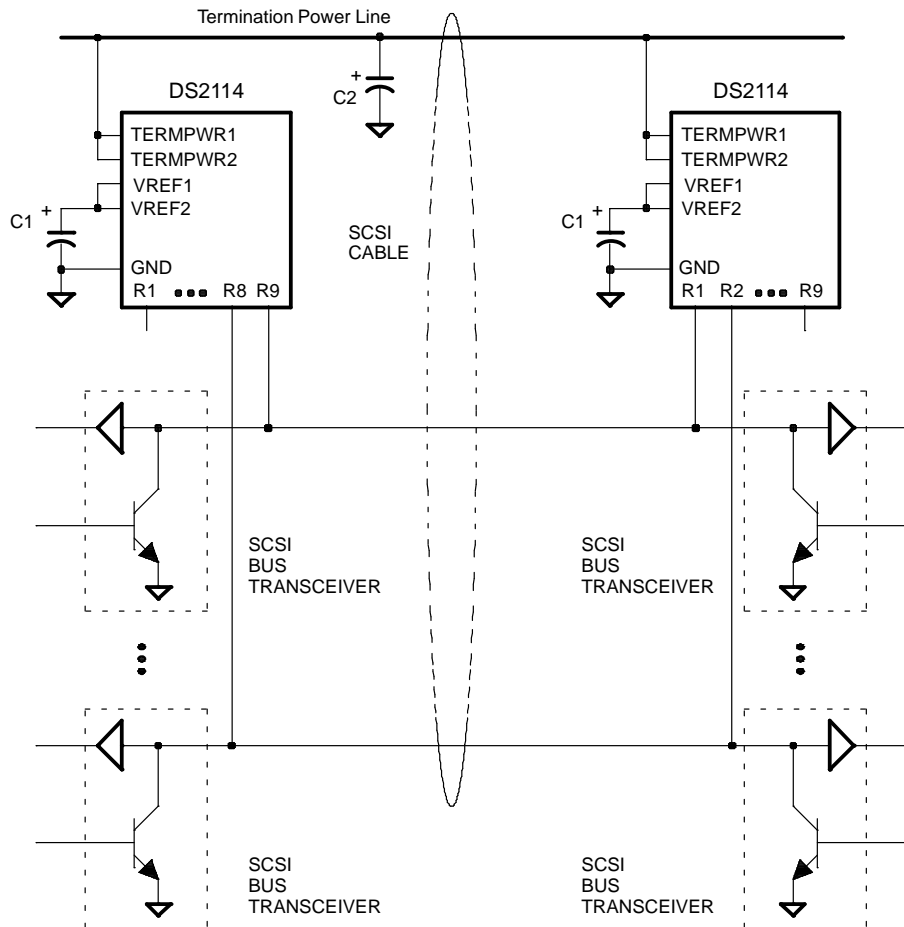 Termination Power Line
DS2114
+
C2
DS2114
TERMPWR1
TERMPWR2
VREF1
VREF2
GND
R1 R8 R9
+
C1
TERMPWR1
TERMPWR2
VREF1
VREF2
GND
R1 R2 R9
+
C1
SCSI
CABLE
SCSI
BUS
TRANSCEIVER
SCSI
BUS
TRANSCEIVER
SCSI
BUS
TRANSCEIVER
SCSI
BUS
TRANSCEIVER